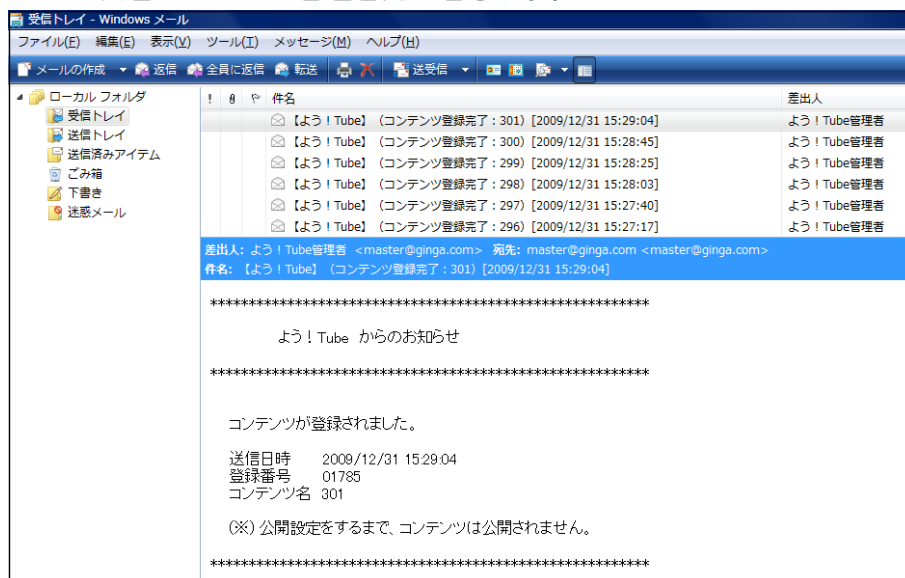 受信トレイ - Windows メール
ファイル(F) 編集(E) 表示(V) ツール(T) メッセージ(M) ヘルプ(H)
メールの作成 返信 全員に返信 転送 送受信
ローカル フォルダ
受信トレイ
送信トレイ
送信済みアイテム
ごみ箱
下書き
迷惑メール
! 件名 差出人
【よう!Tube】(コンテンツ登録完了:301) [2009/12/31 15:29:04] よう!Tube管理者
【よう!Tube】(コンテンツ登録完了:300) [2009/12/31 15:28:45] よう!Tube管理者
【よう!Tube】(コンテンツ登録完了:299) [2009/12/31 15:28:25] よう!Tube管理者
【よう!Tube】(コンテンツ登録完了:298) [2009/12/31 15:28:03] よう!Tube管理者
【よう!Tube】(コンテンツ登録完了:297) [2009/12/31 15:27:40] よう!Tube管理者
【よう!Tube】(コンテンツ登録完了:296) [2009/12/31 15:27:17] よう!Tube管理者
差出人: よう!Tube管理者 <master@ginga.com> 宛先: master@ginga.com <master@ginga.com>
件名: 【よう!Tube】(コンテンツ登録完了:301) [2009/12/31 15:29:04]
*********************************************************
よう!Tube からのお知らせ
*********************************************************
コンテンツが登録されました。
送信日時 2009/12/31 15:29:04
登録番号 01785
コンテンツ名 301
(※)公開設定をするまで、コンテンツは公開されません。
*********************************************************